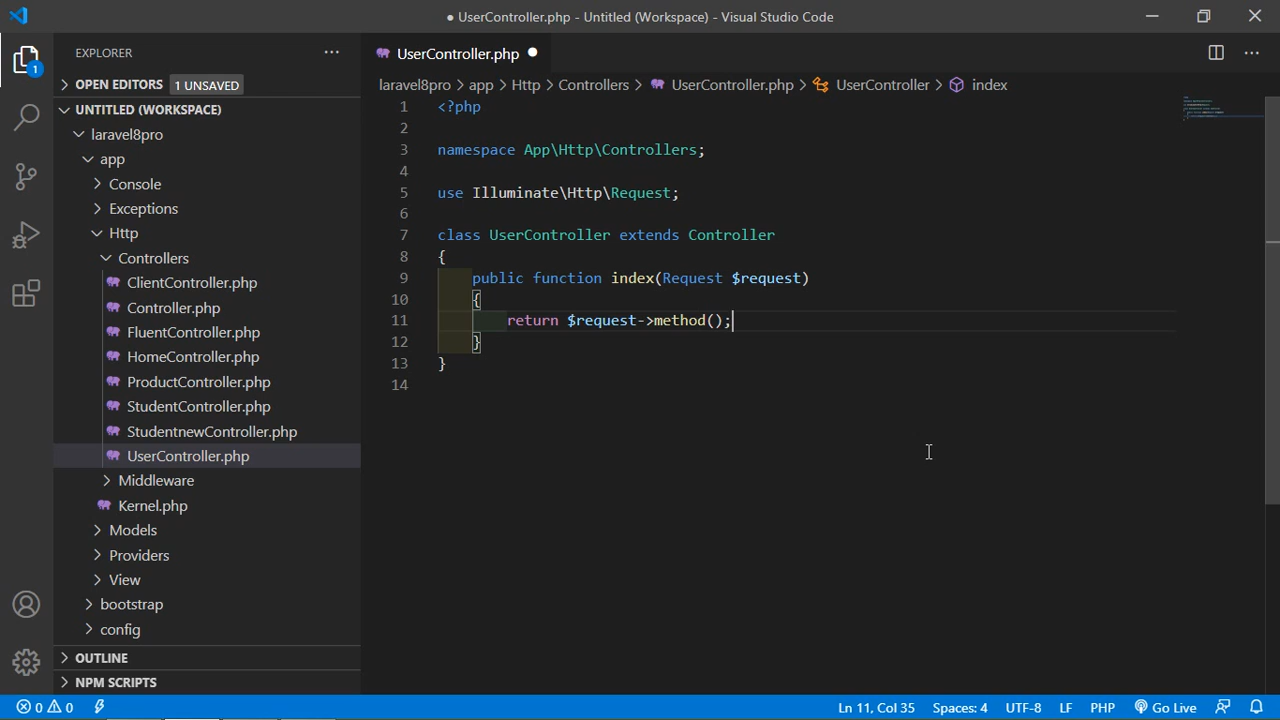 ● UserController.php - Untitled (Workspace) - Visual Studio Code
EXPLORER
UserController.php
OPEN EDITORS 1 UNSAVED
laravel8pro > app > Http > Controllers > UserController.php > UserController > index
UNTITLED (WORKSPACE)
laravel8pro
app
Console
Exceptions
Http
Controllers
ClientController.php
Controller.php
FluentController.php
HomeController.php
ProductController.php
StudentController.php
StudentnewController.php
UserController.php
Middleware
Kernel.php
Models
Providers
View
bootstrap
config
OUTLINE
NPM SCRIPTS
1
1 <?php
2
3 namespace App\Http\Controllers;
4
5 use Illuminate\Http\Request;
6
7 class UserController extends Controller
8 {
9 public function index(Request $request)
10 {
11 return $request->method();
12 }
13 }
14
0 0 Ln 11, Col 35 Spaces: 4 UTF-8 LF PHP Go Live